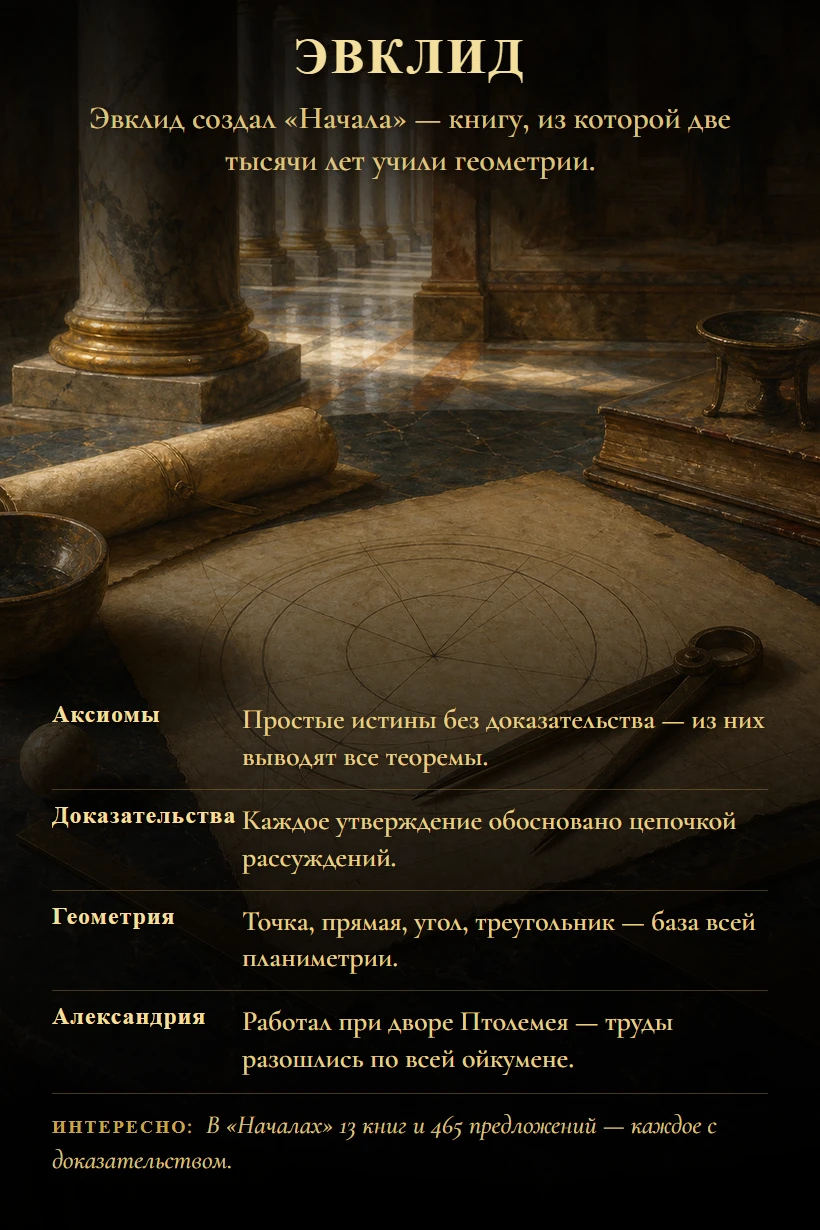 ЭВКЛИД
Эвклид создал «Начала» — книгу, из которой две
тысячи лет учили геометрии.
Аксиомы
Простые истины без доказательства — из них
выводят все теоремы.
Доказательства
Каждое утверждение обосновано цепочкой
рассуждений.
Геометрия
Точка, прямая, угол, треугольник — база всей
планиметрии.
Александрия
Работал при дворе Птолемея — труды
разошлись по всей ойкумене.
ИНТЕРЕСНО: В «Началах» 13 книг и 465 предложений — каждое с
доказательством.